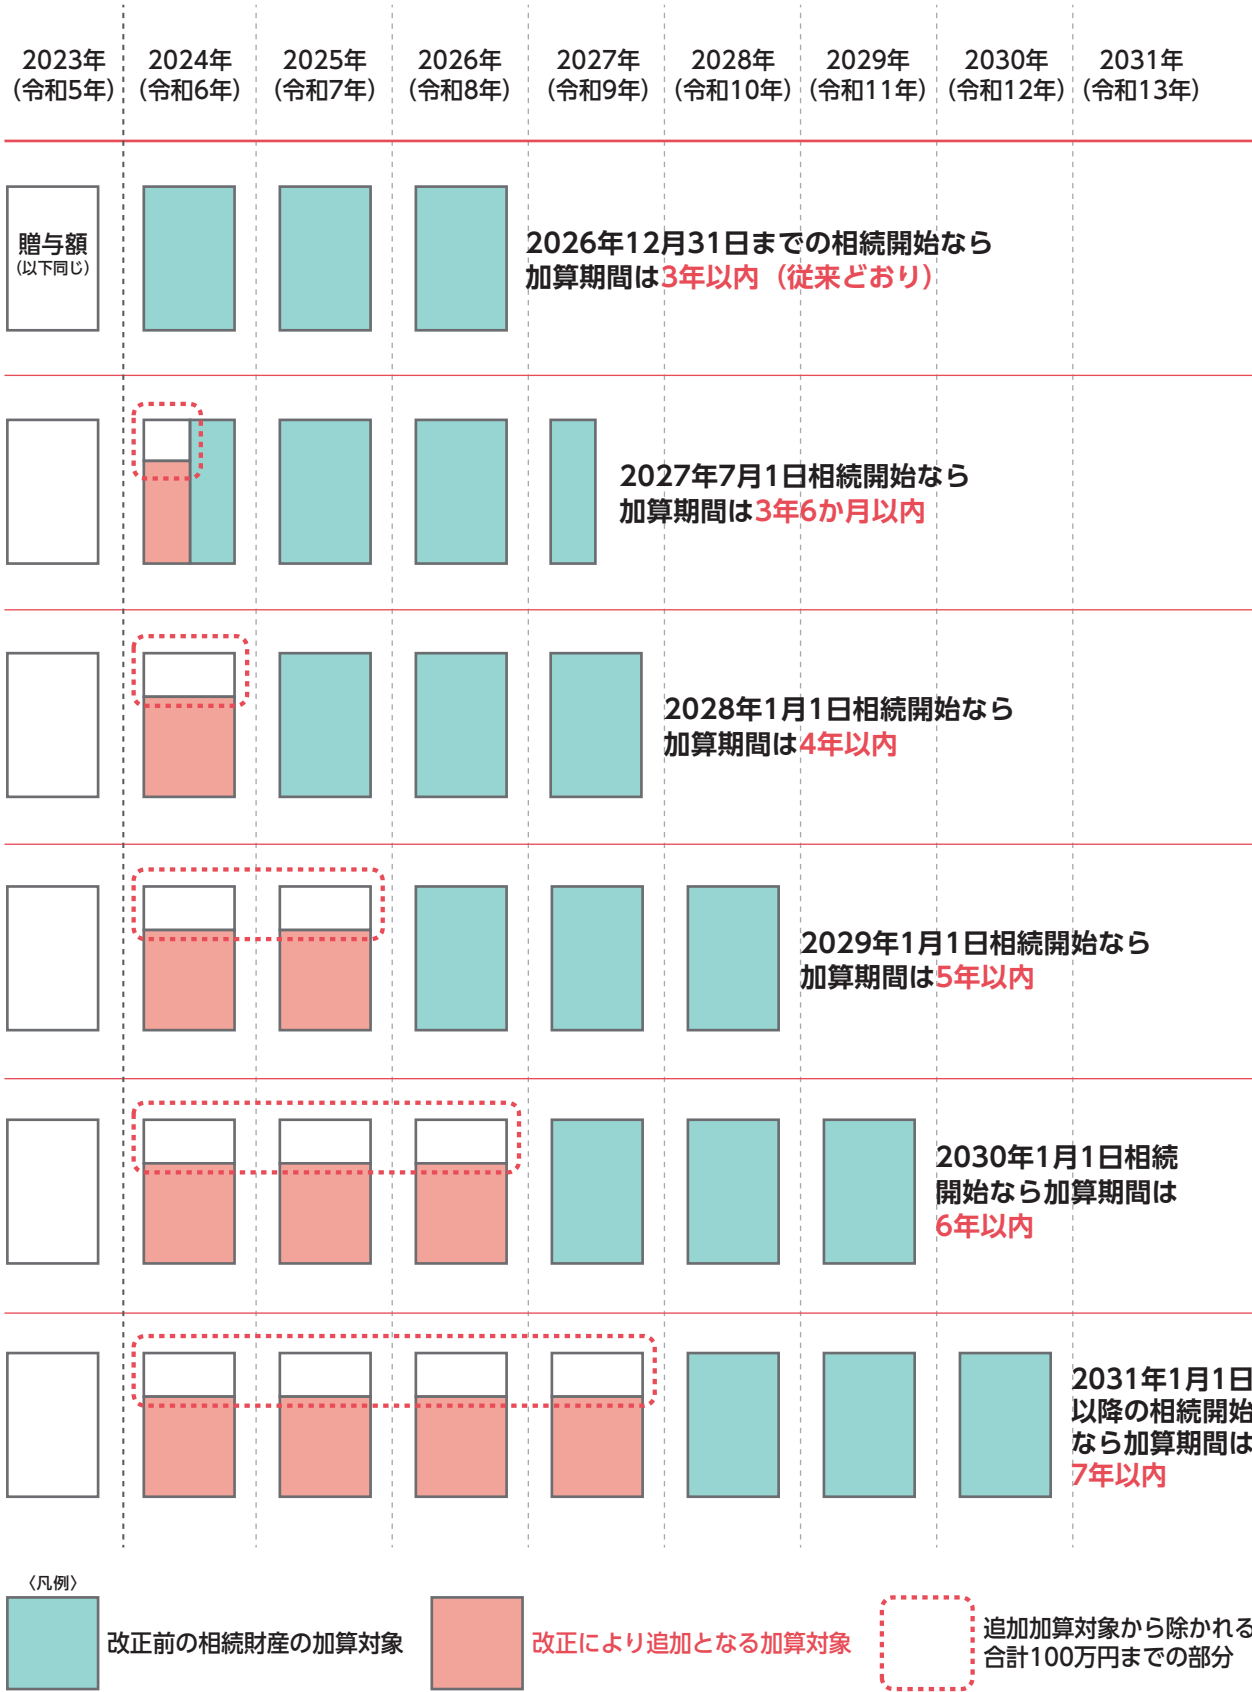 2023年 2024年 2025年 2026年 2027年 2028年 2029年 2030年 2031年
(令和5年) (令和6年) (令和7年) (令和8年) (令和9年) (令和10年) (令和11年) (令和12年) (令和13年)
贈与額
(以下同じ)
2026年12月31日までの相続開始なら
加算期間は3年以内（従来どおり）
2027年7月1日相続開始なら
加算期間は3年6か月以内
2028年1月1日相続開始なら
加算期間は4年以内
2029年1月1日相続開始なら
加算期間は5年以内
2030年1月1日相続
開始なら加算期間は
6年以内
2031年1月1日
以降の相続開始
なら加算期間は
7年以内
〈凡例〉
改正前の相続財産の加算対象
改正により追加となる加算対象
追加加算対象から除かれる
合計100万円までの部分